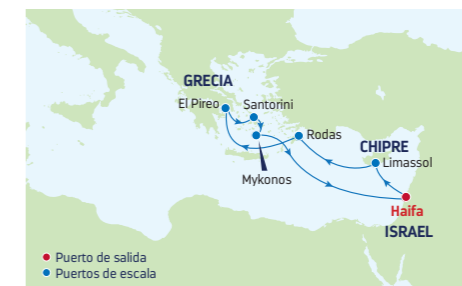 GRECIA
El Pireo
Santorini
Rodas
CHIPRE
Limassol
Mykonos
Haifa
ISRAEL
Puerto de salida
Puertos de escala